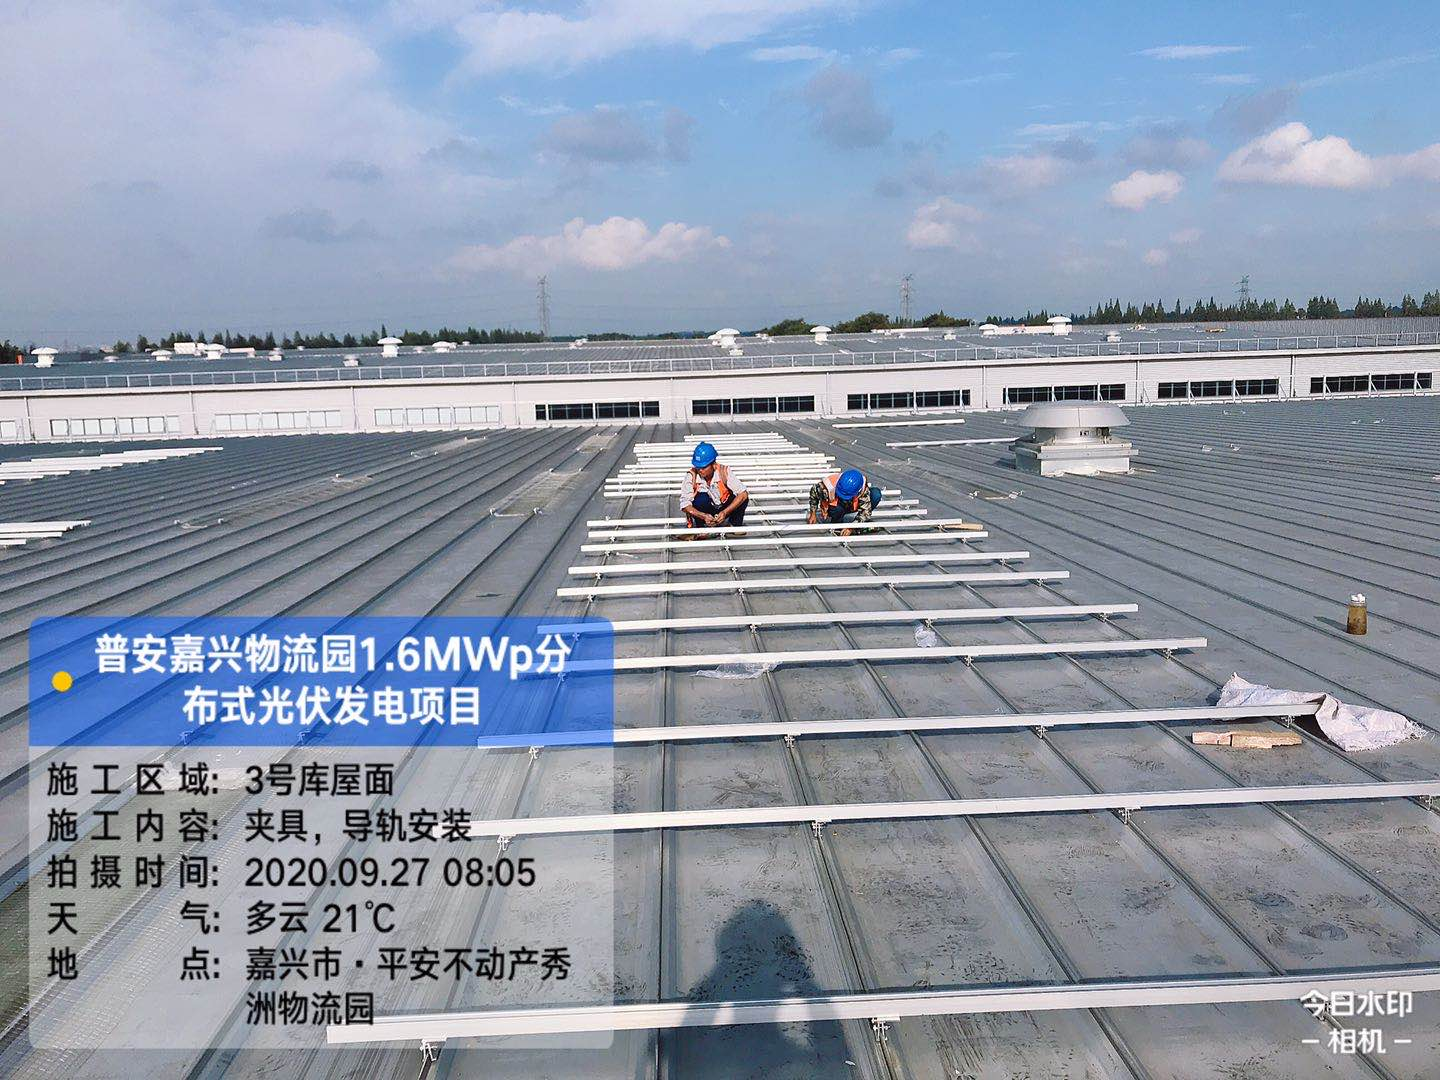 普安嘉兴物流园1.6MWp分
布式光伏发电项目
施工区域: 3号库屋面
施工内容: 夹具，导轨安装
拍摄时间: 2020.09.27 08:05
天气: 多云 21℃
地点: 嘉兴市·平安不动产秀
洲物流园
今日水印
－相机－